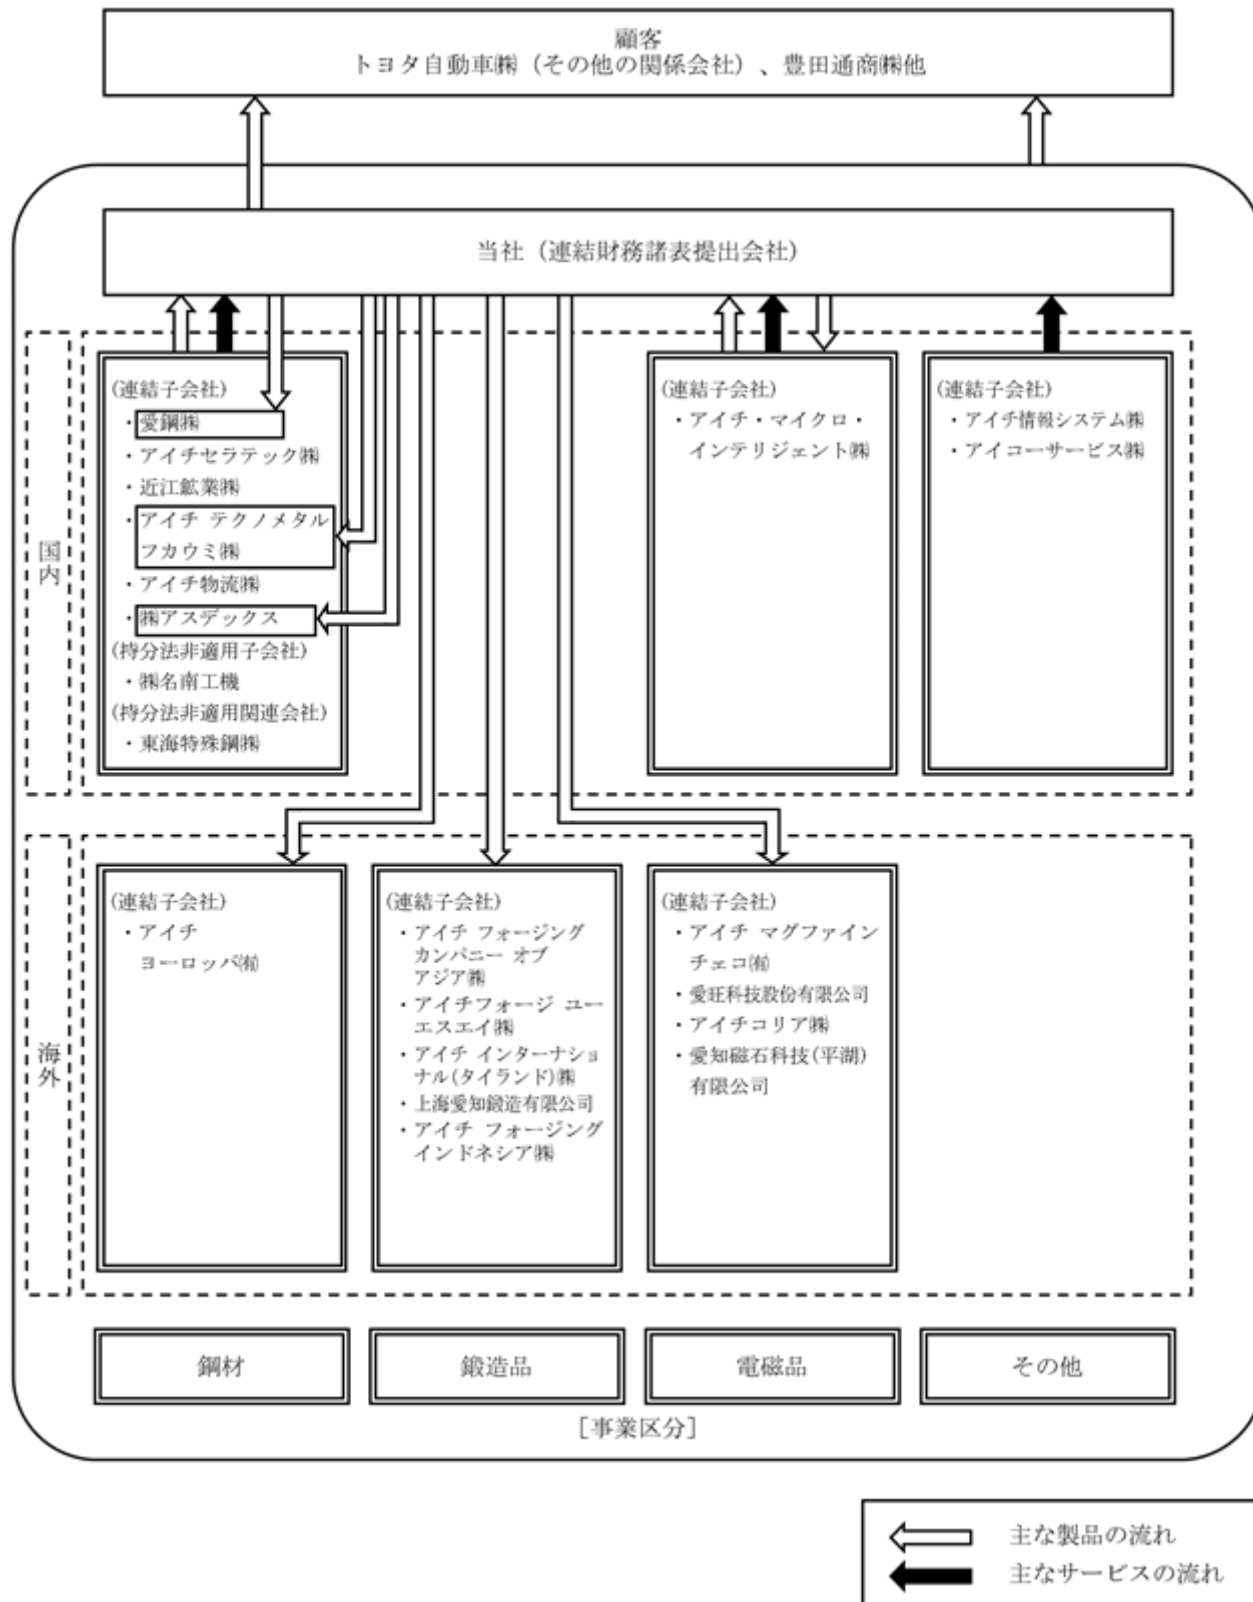 顧客
トヨタ自動車㈱（その他の関係会社）、豊田通商㈱他
当社（連結財務諸表提出会社）
国内
(連結子会社)
・愛鋼㈱
・アイチセラテック㈱
・近江鉱業㈱
・アイチ テクノメタル
フカウミ㈱
・アイチ物流㈱
・㈱アスデックス
(持分法非適用子会社)
・㈱名南工機
(持分法非適用関連会社)
・東海特殊鋼㈱
(連結子会社)
・アイチ・マイクロ・
インテリジェント㈱
(連結子会社)
・アイチ情報システム㈱
・アイコーサービス㈱
海外
(連結子会社)
・アイチ
ヨーロッパ㈲
(連結子会社)
・アイチ フォージング
カンパニー オブ
アジア㈱
・アイチフォージ ユー
エスエイ㈱
・アイチ インターナショ
ナル(タイランド)㈱
・上海愛知鍛造有限公司
・アイチ フォージング
インドネシア㈱
(連結子会社)
・アイチ マグファイン
チェコ㈲
・愛旺科技股份有限公司
・アイチコリア㈱
・愛知磁石科技(平湖)
有限公司
鋼材
鍛造品
電磁品
その他
［事業区分］
主な製品の流れ
主なサービスの流れ